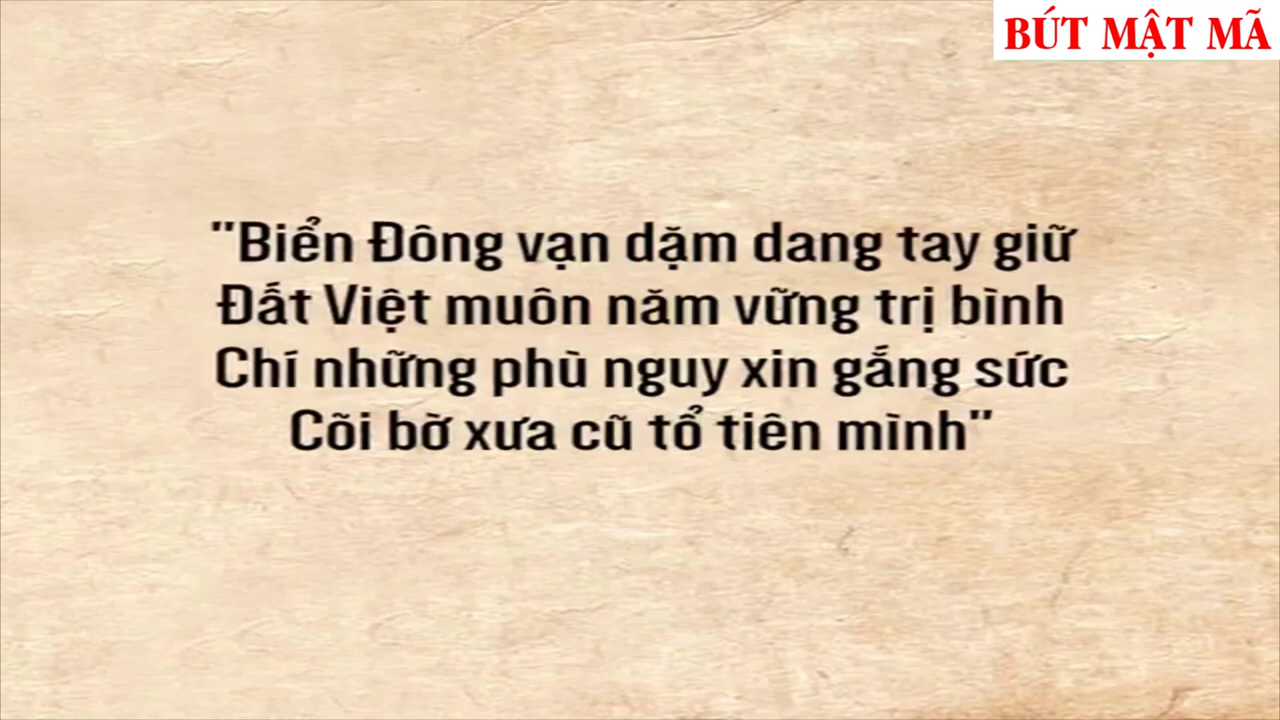 BÚT MẬT MÃ
"Biển Đông vạn dặm dang tay giữ
Đất Việt muôn năm vững trị bình
Chí những phù nguy xin gắng sức
Cõi bờ xưa cũ tổ tiên mình"